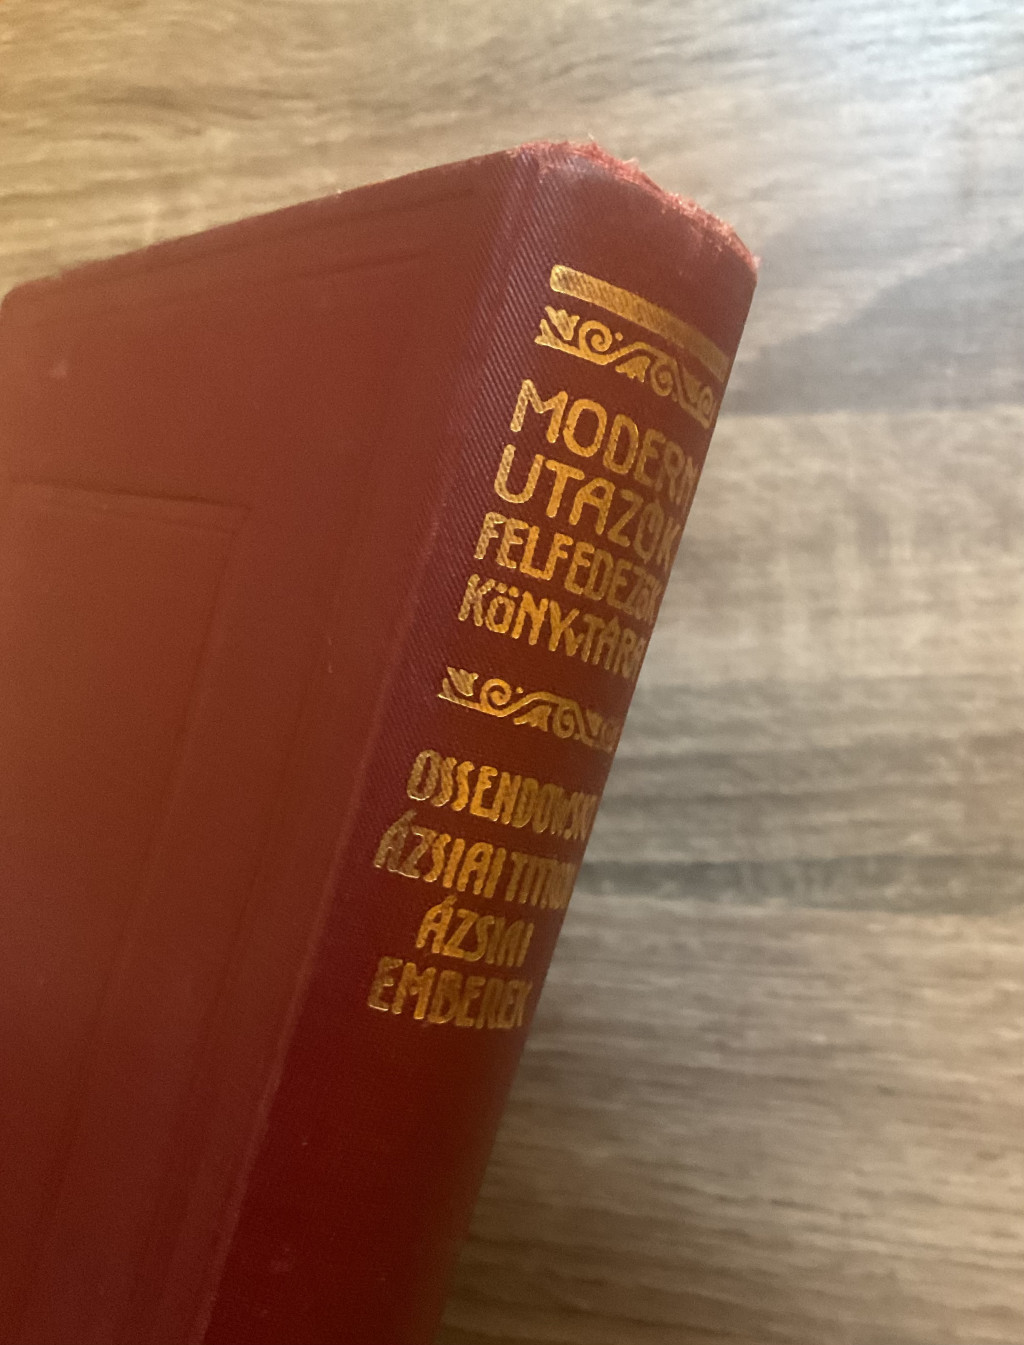 MODERN
UTAZÓK
FELFEDEZŐK
KÖNYVTÁRA
OSSENDOWSKI
ÁZSIAI TITKOK
ÁZSIAI
EMBEREK